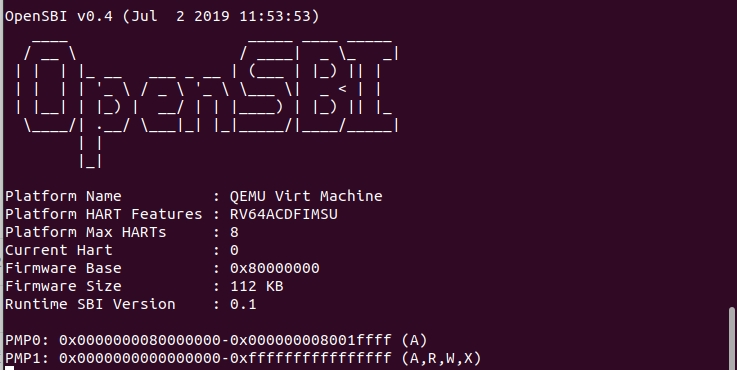 OpenSBI v0.4 (Jul  2 2019 11:53:53)
OpenSBI
Platform Name          : QEMU Virt Machine
Platform HART Features : RV64ACDFIMSU
Platform Max HARTs     : 8
Current Hart           : 0
Firmware Base          : 0x80000000
Firmware Size          : 112 KB
Runtime SBI Version    : 0.1
PMP0: 0x0000000080000000-0x000000008001ffff (A)
PMP1: 0x0000000000000000-0xffffffffffffffff (A,R,W,X)